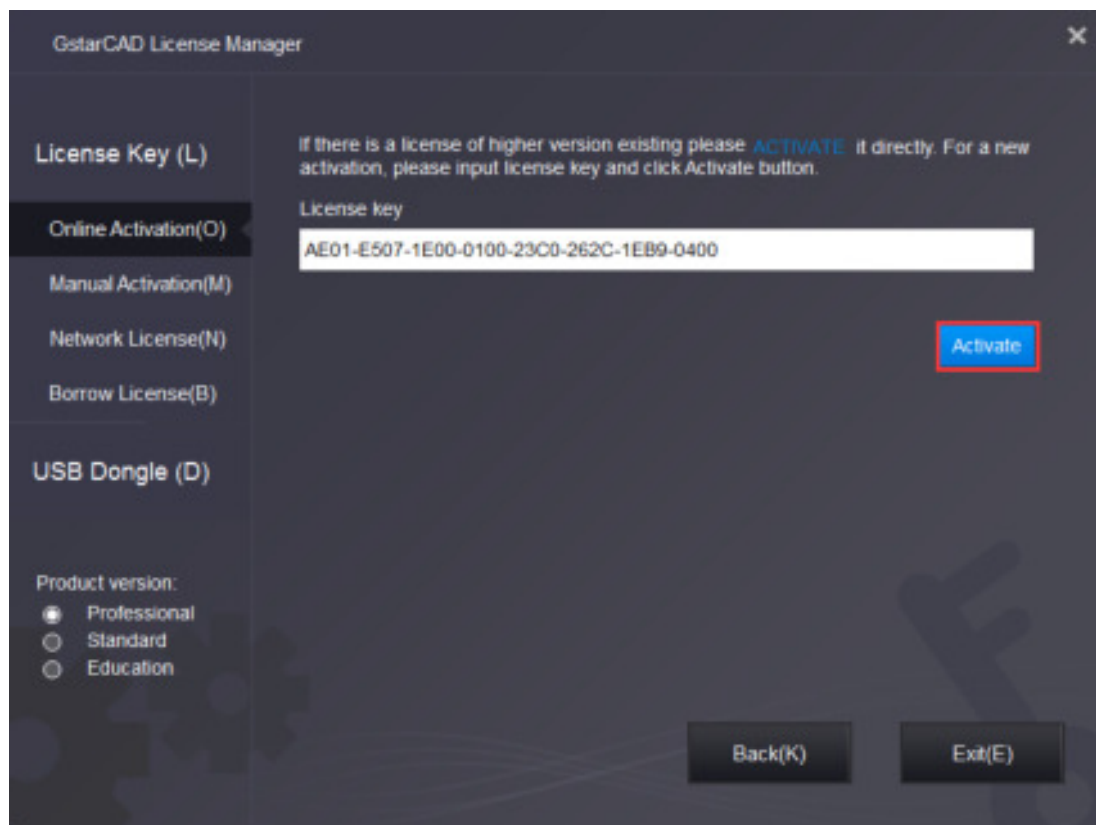 GstarCAD License Manager
License Key (L)
Online Activation(O)
Manual Activation(M)
Network License(N)
Borrow License(B)
USB Dongle (D)
Product version:
Professional
Standard
Education
If there is a license of higher version existing please ACTIVATE it directly. For a new
activation, please input license key and click Activate button.
License key
AE01-E507-1E00-0100-23C0-262C-1EB9-0400
Activate
Back(K)
Exit(E)